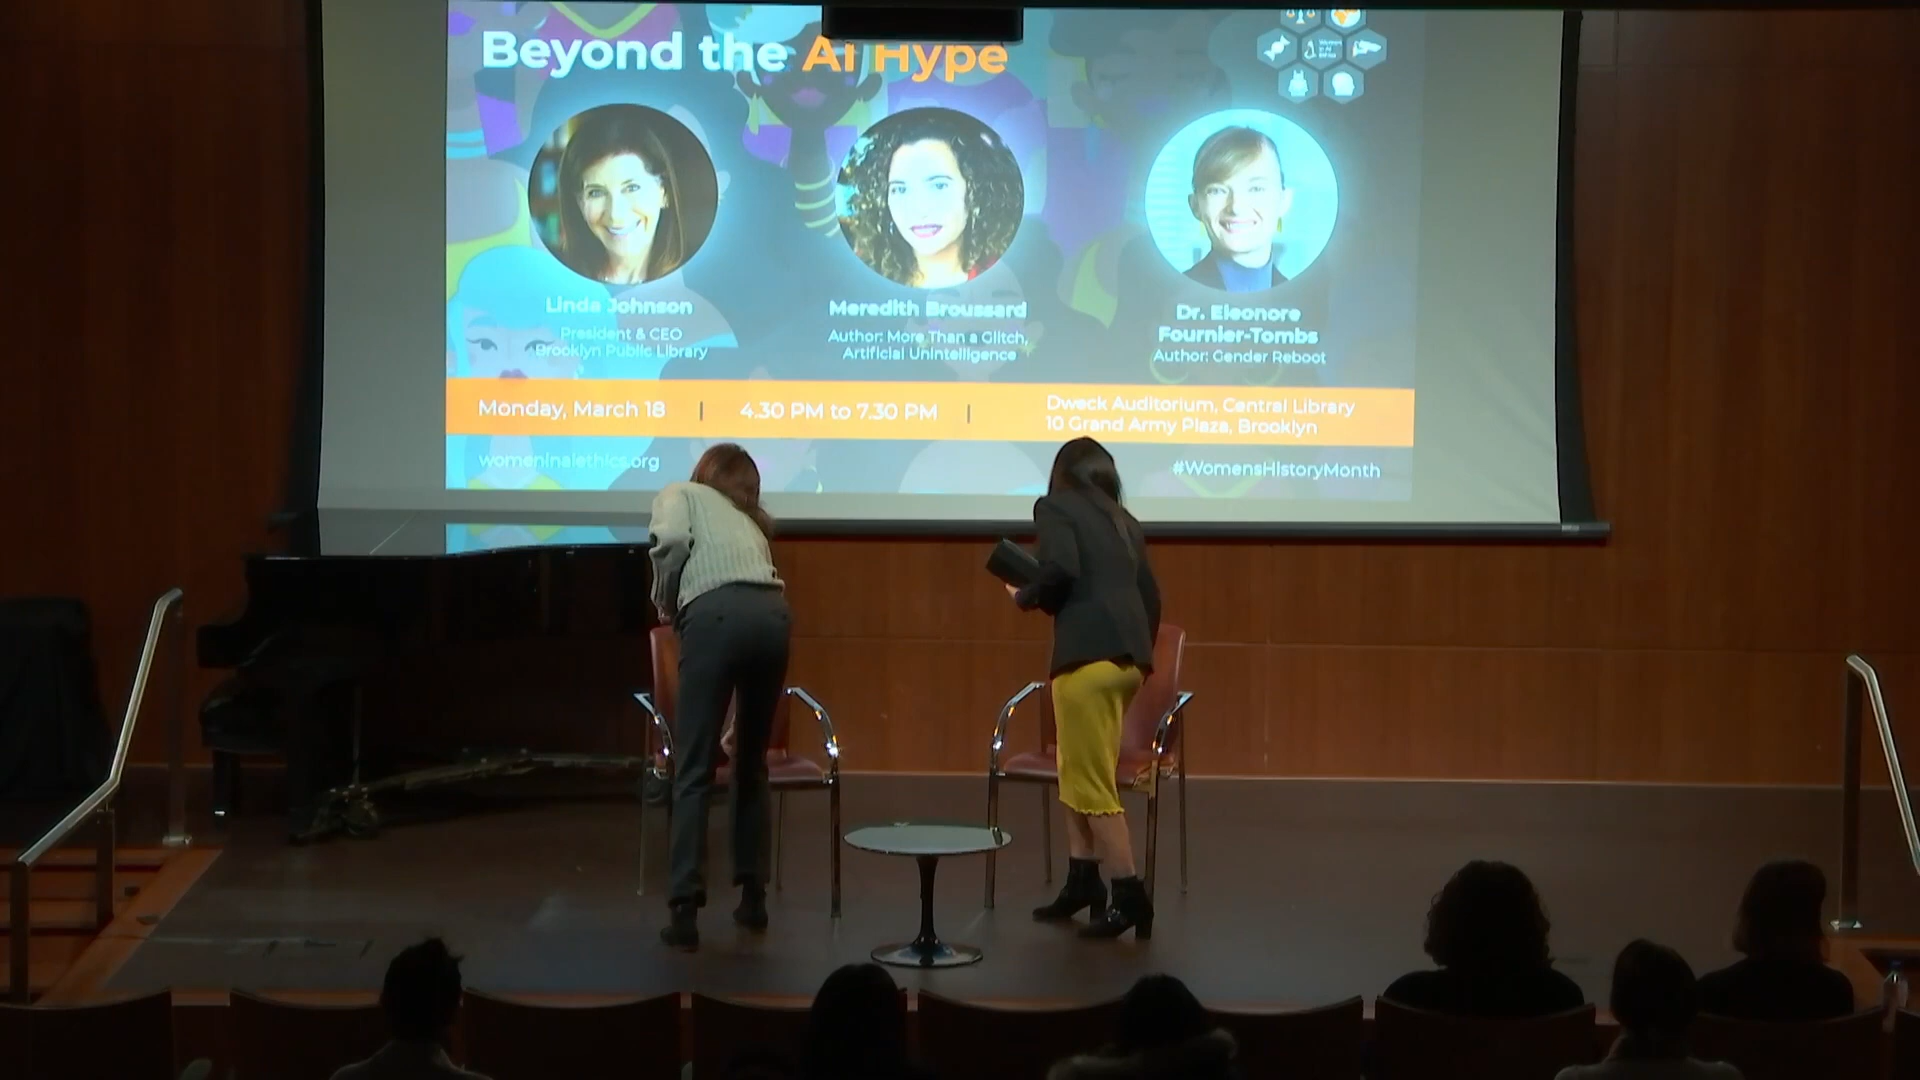 Beyond the AI Hype
Linda Johnson
President & CEO
Brooklyn Public Library
Meredith Broussard
Author: More Than a Glitch,
Artificial Unintelligence
Dr. Eleonore
Fournier-Tombs
Author: Gender Reboot
Monday, March 18 | 4.30 PM to 7.30 PM |
Dweck Auditorium, Central Library
10 Grand Army Plaza, Brooklyn
womeninaiethics.org
#WomensHistoryMonth